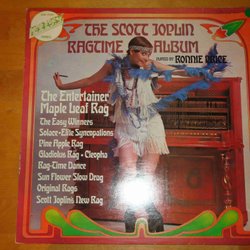 THE SCOTT JOPLIN
RAGTIME ALBUM
PLAYED BY RONNIE PRICE
The Entertainer
Maple Leaf Rag
The Easy Winners
Solace - Elite Syncopations
Pine Apple Rag
Gladiolus Rag - Cleopha
Rag-Time Dance
Sun Flower Slow Drag
Original Rags
Scott Joplin's New Rag